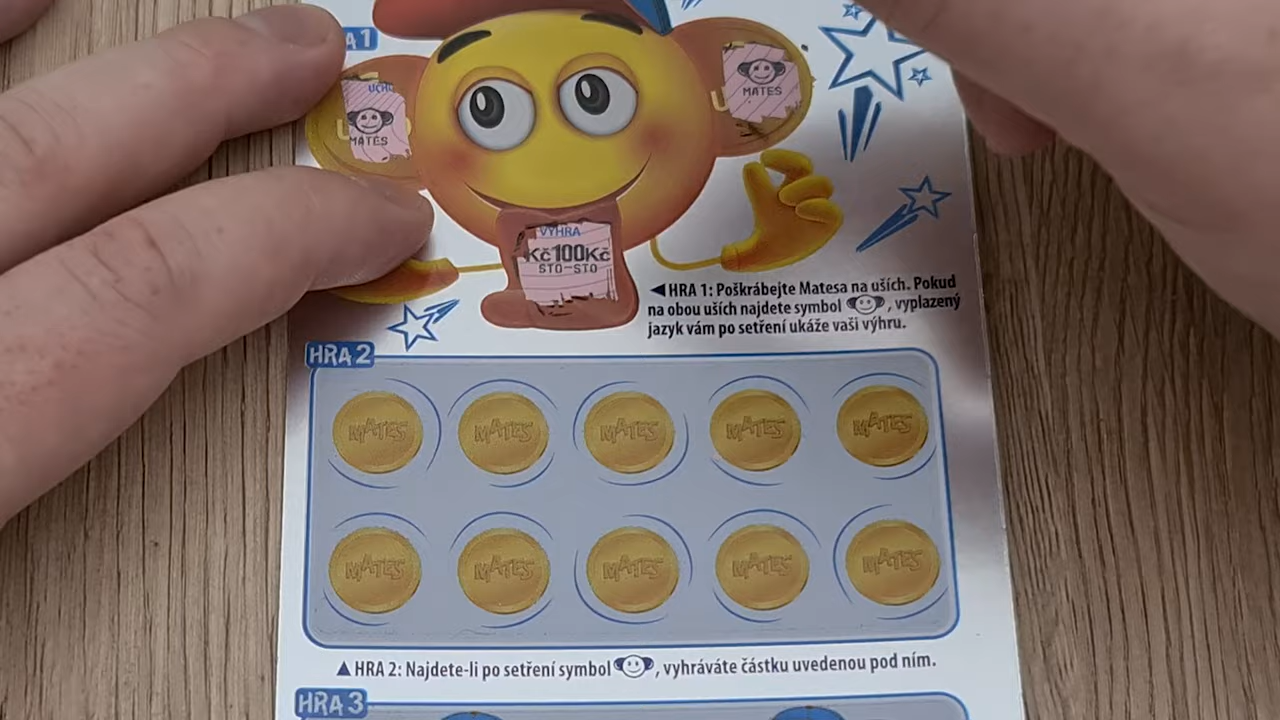 A 1
UCH
MATES
MATES
VÝHRA
Kč100Kč
STO-STO
◀ HRA 1: Poškrábejte Matesa na uších. Pokud
na obou uších najdete symbol , vyplazený
jazyk vám po setření ukáže vaši výhru.
HRA 2
MATES MATES MATES MATES MATES
MATES MATES MATES MATES MATES
▲ HRA 2: Najdete-li po setření symbol , vyhráváte částku uvedenou pod ním.
HRA 3